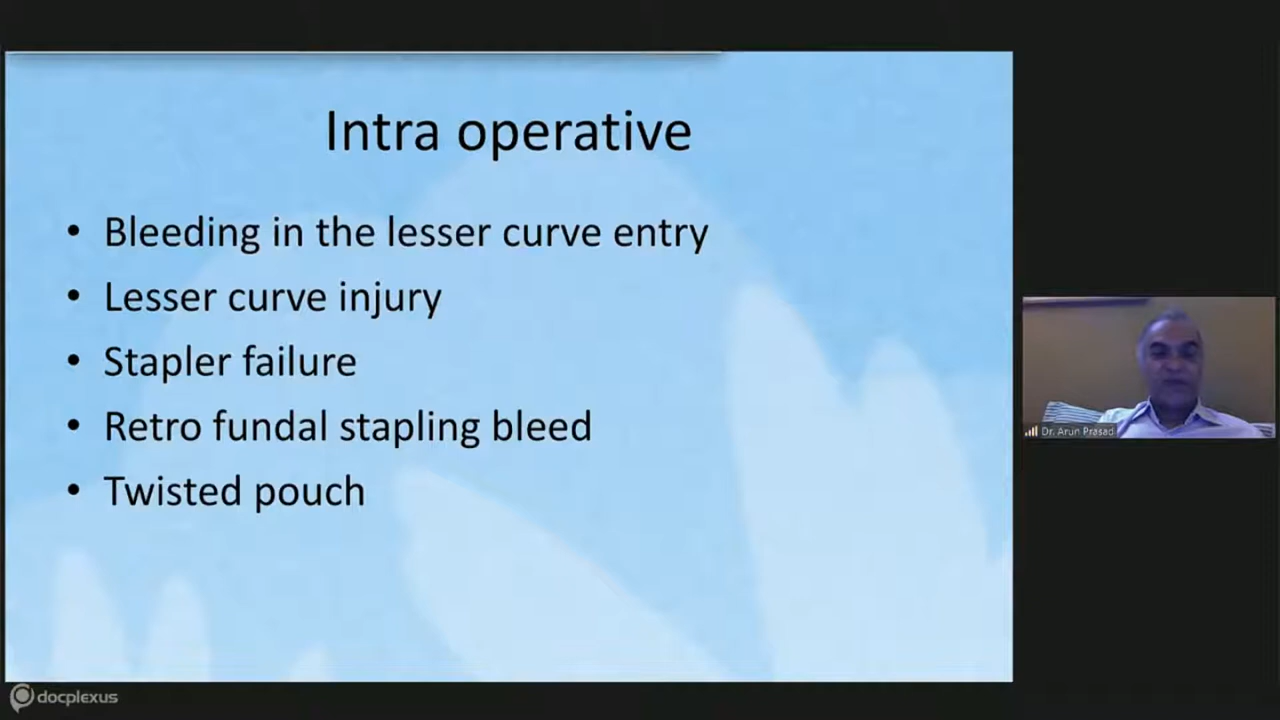 Intra operative
• Bleeding in the lesser curve entry
• Lesser curve injury
• Stapler failure
• Retro fundal stapling bleed
• Twisted pouch
Dr. Arun Prasad
docplexus